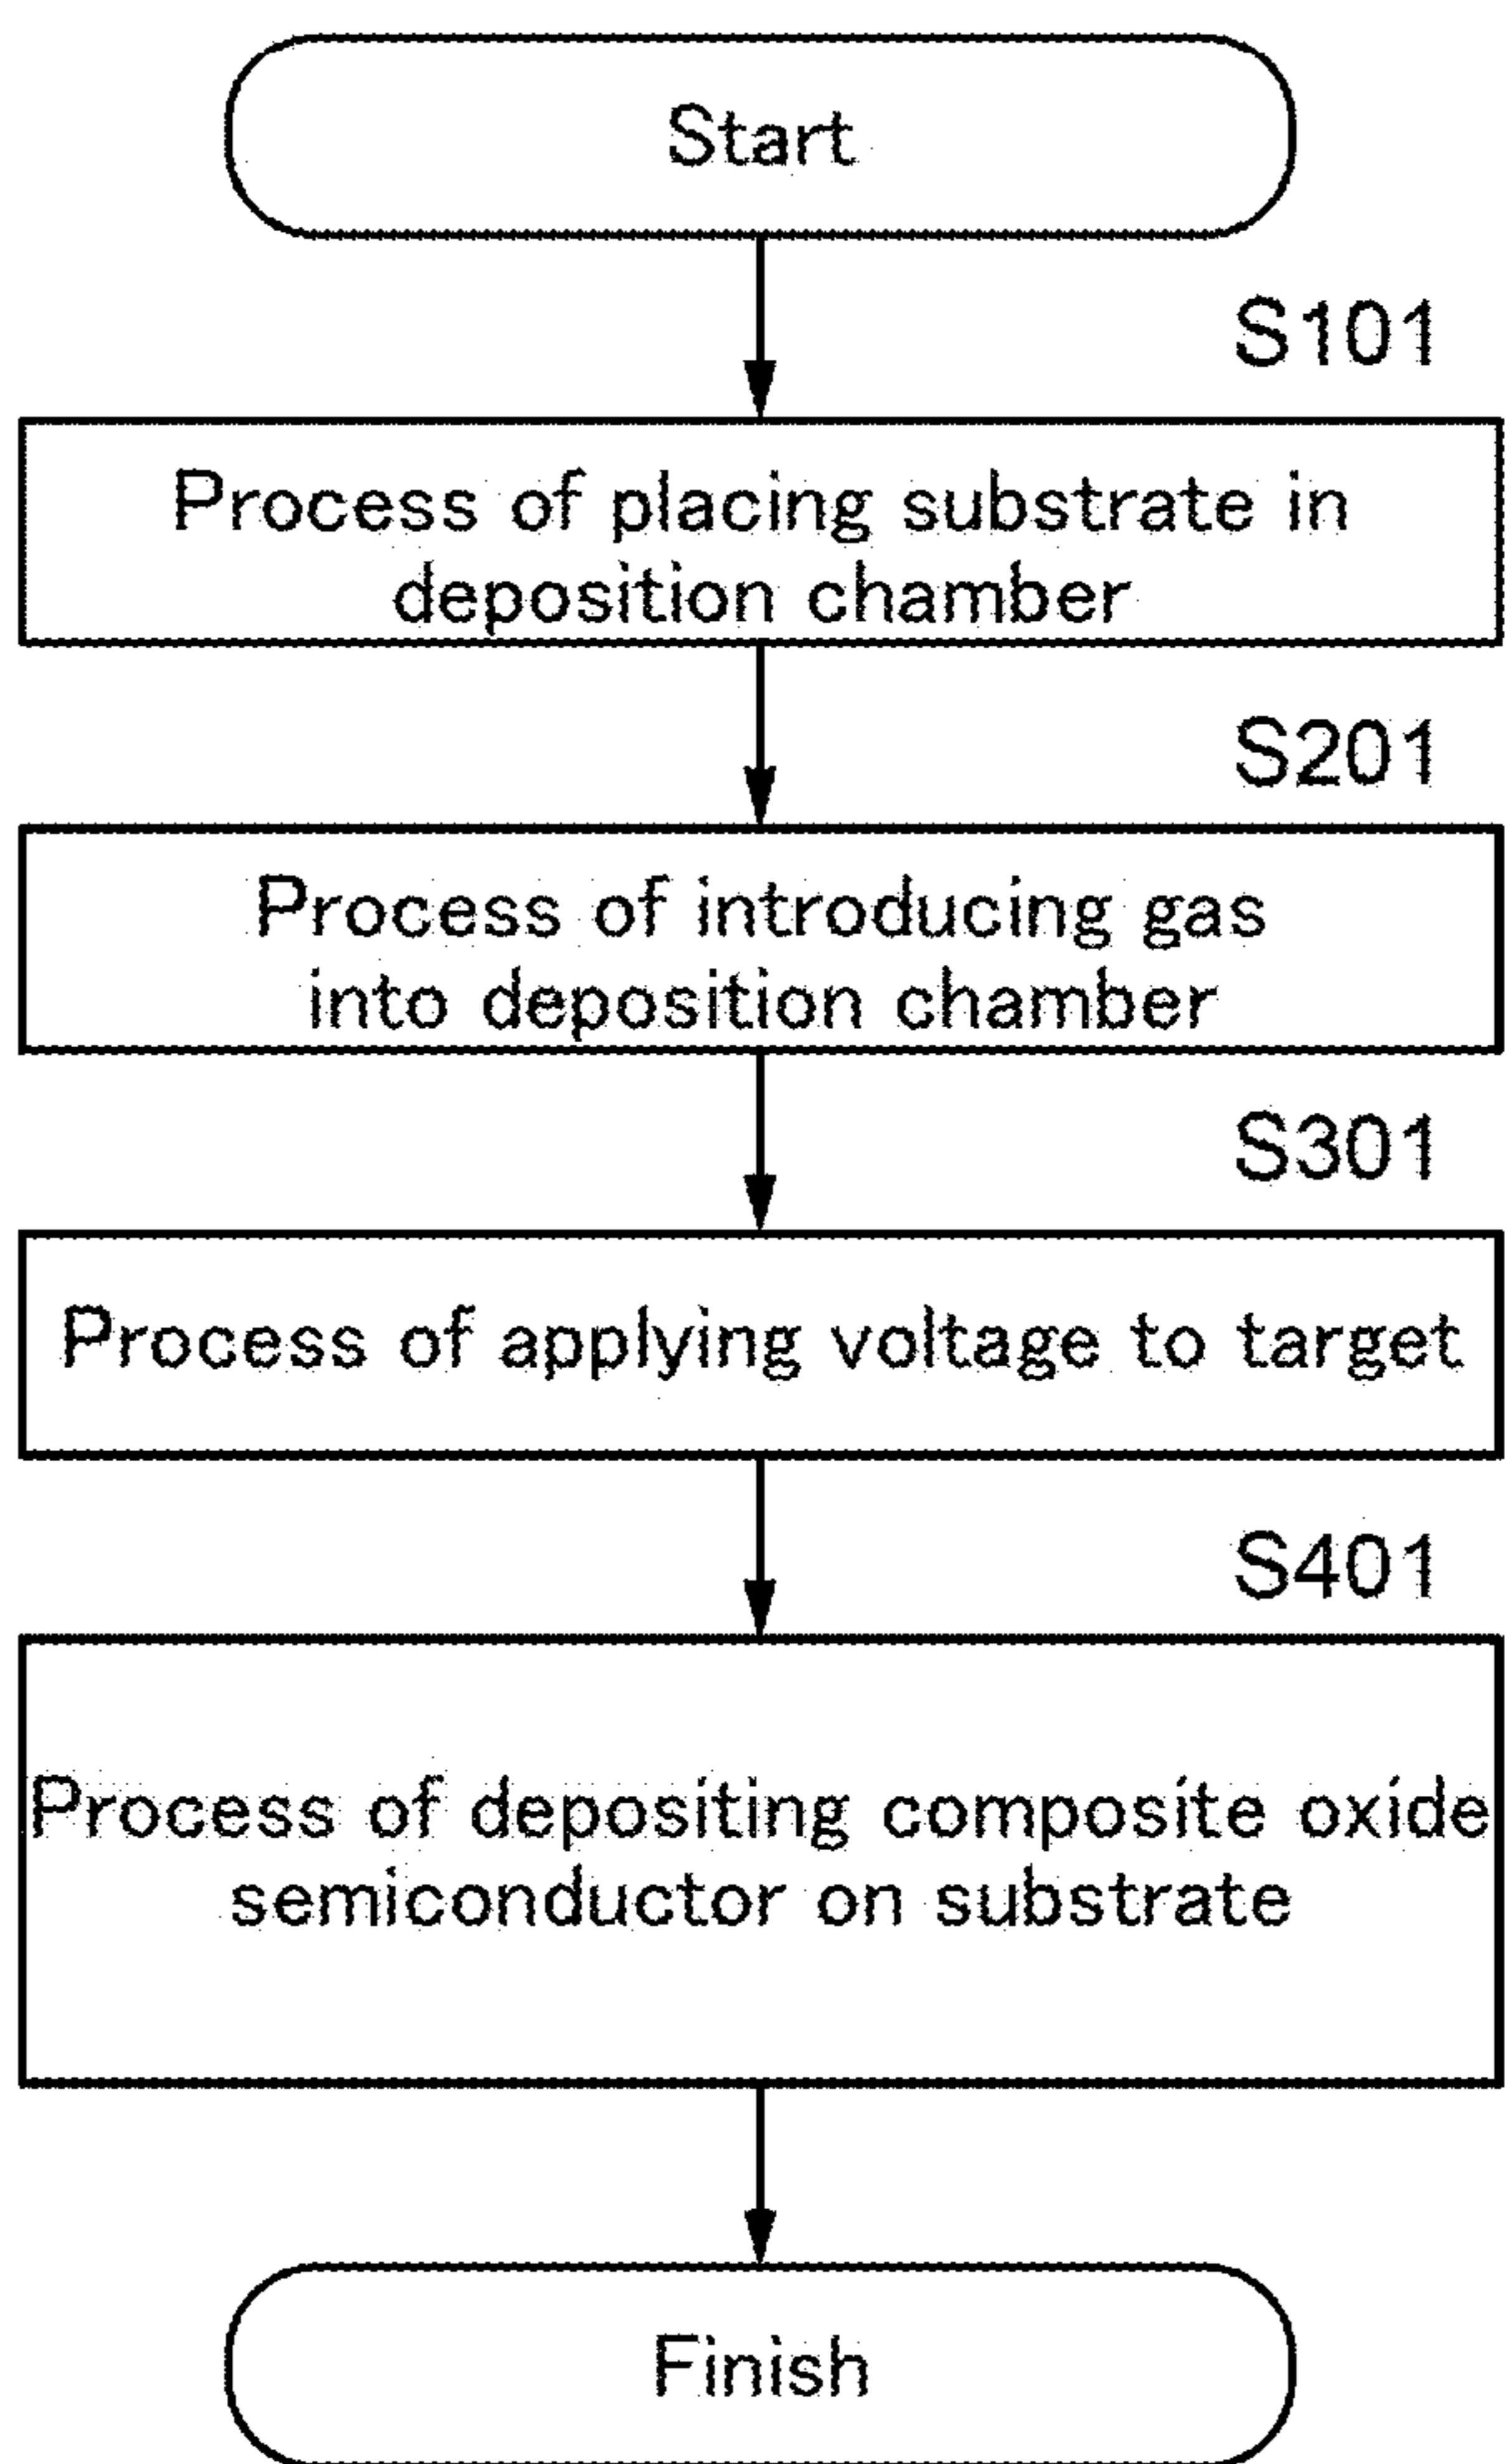 Start
S101
Process of placing substrate in
deposition chamber
S201
Process of introducing gas
into deposition chamber
S301
Process of applying voltage to target
S401
Process of depositing composite oxide
semiconductor on substrate
Finish